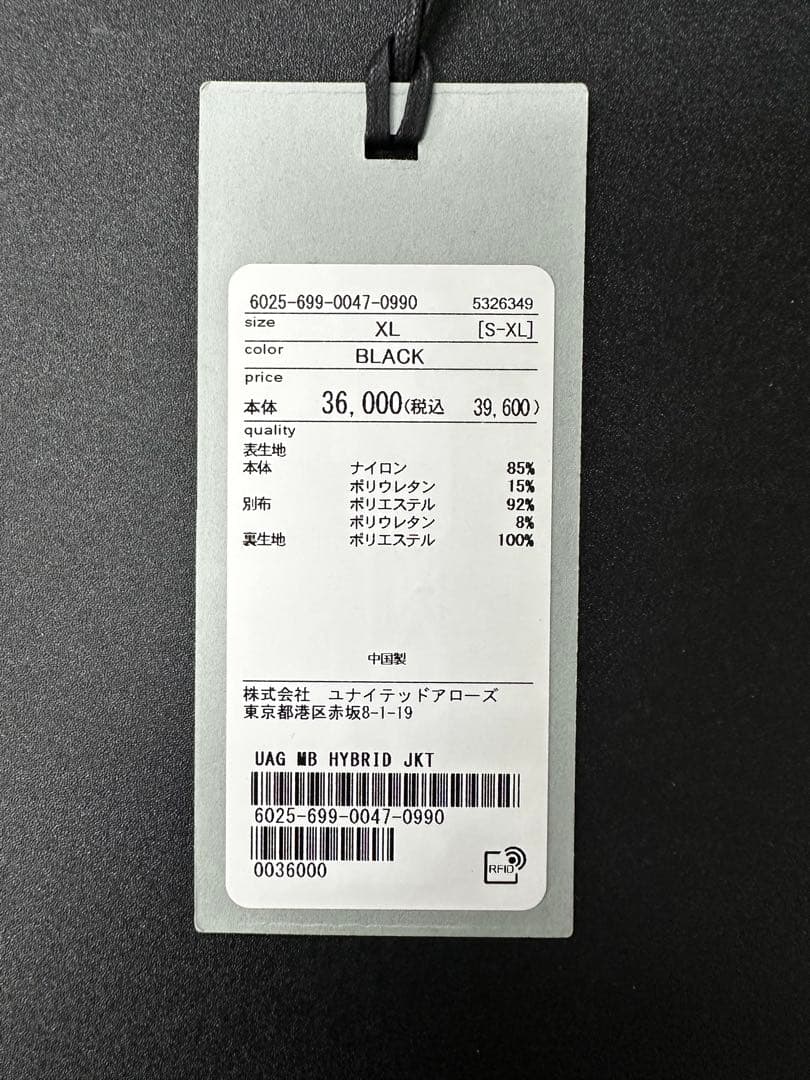 6025-699-0047-0990 5326349
size XL [S-XL]
color BLACK
price
本体 36,000(税込 39,600)
quality
表生地
本体 ナイロン 85%
ポリウレタン 15%
別布 ポリエステル 92%
ポリウレタン 8%
裏生地 ポリエステル 100%
中国製
株式会社 ユナイテッドアローズ
東京都港区赤坂8-1-19
UAG MB HYBRID JKT
6025-699-0047-0990
0036000
RFID